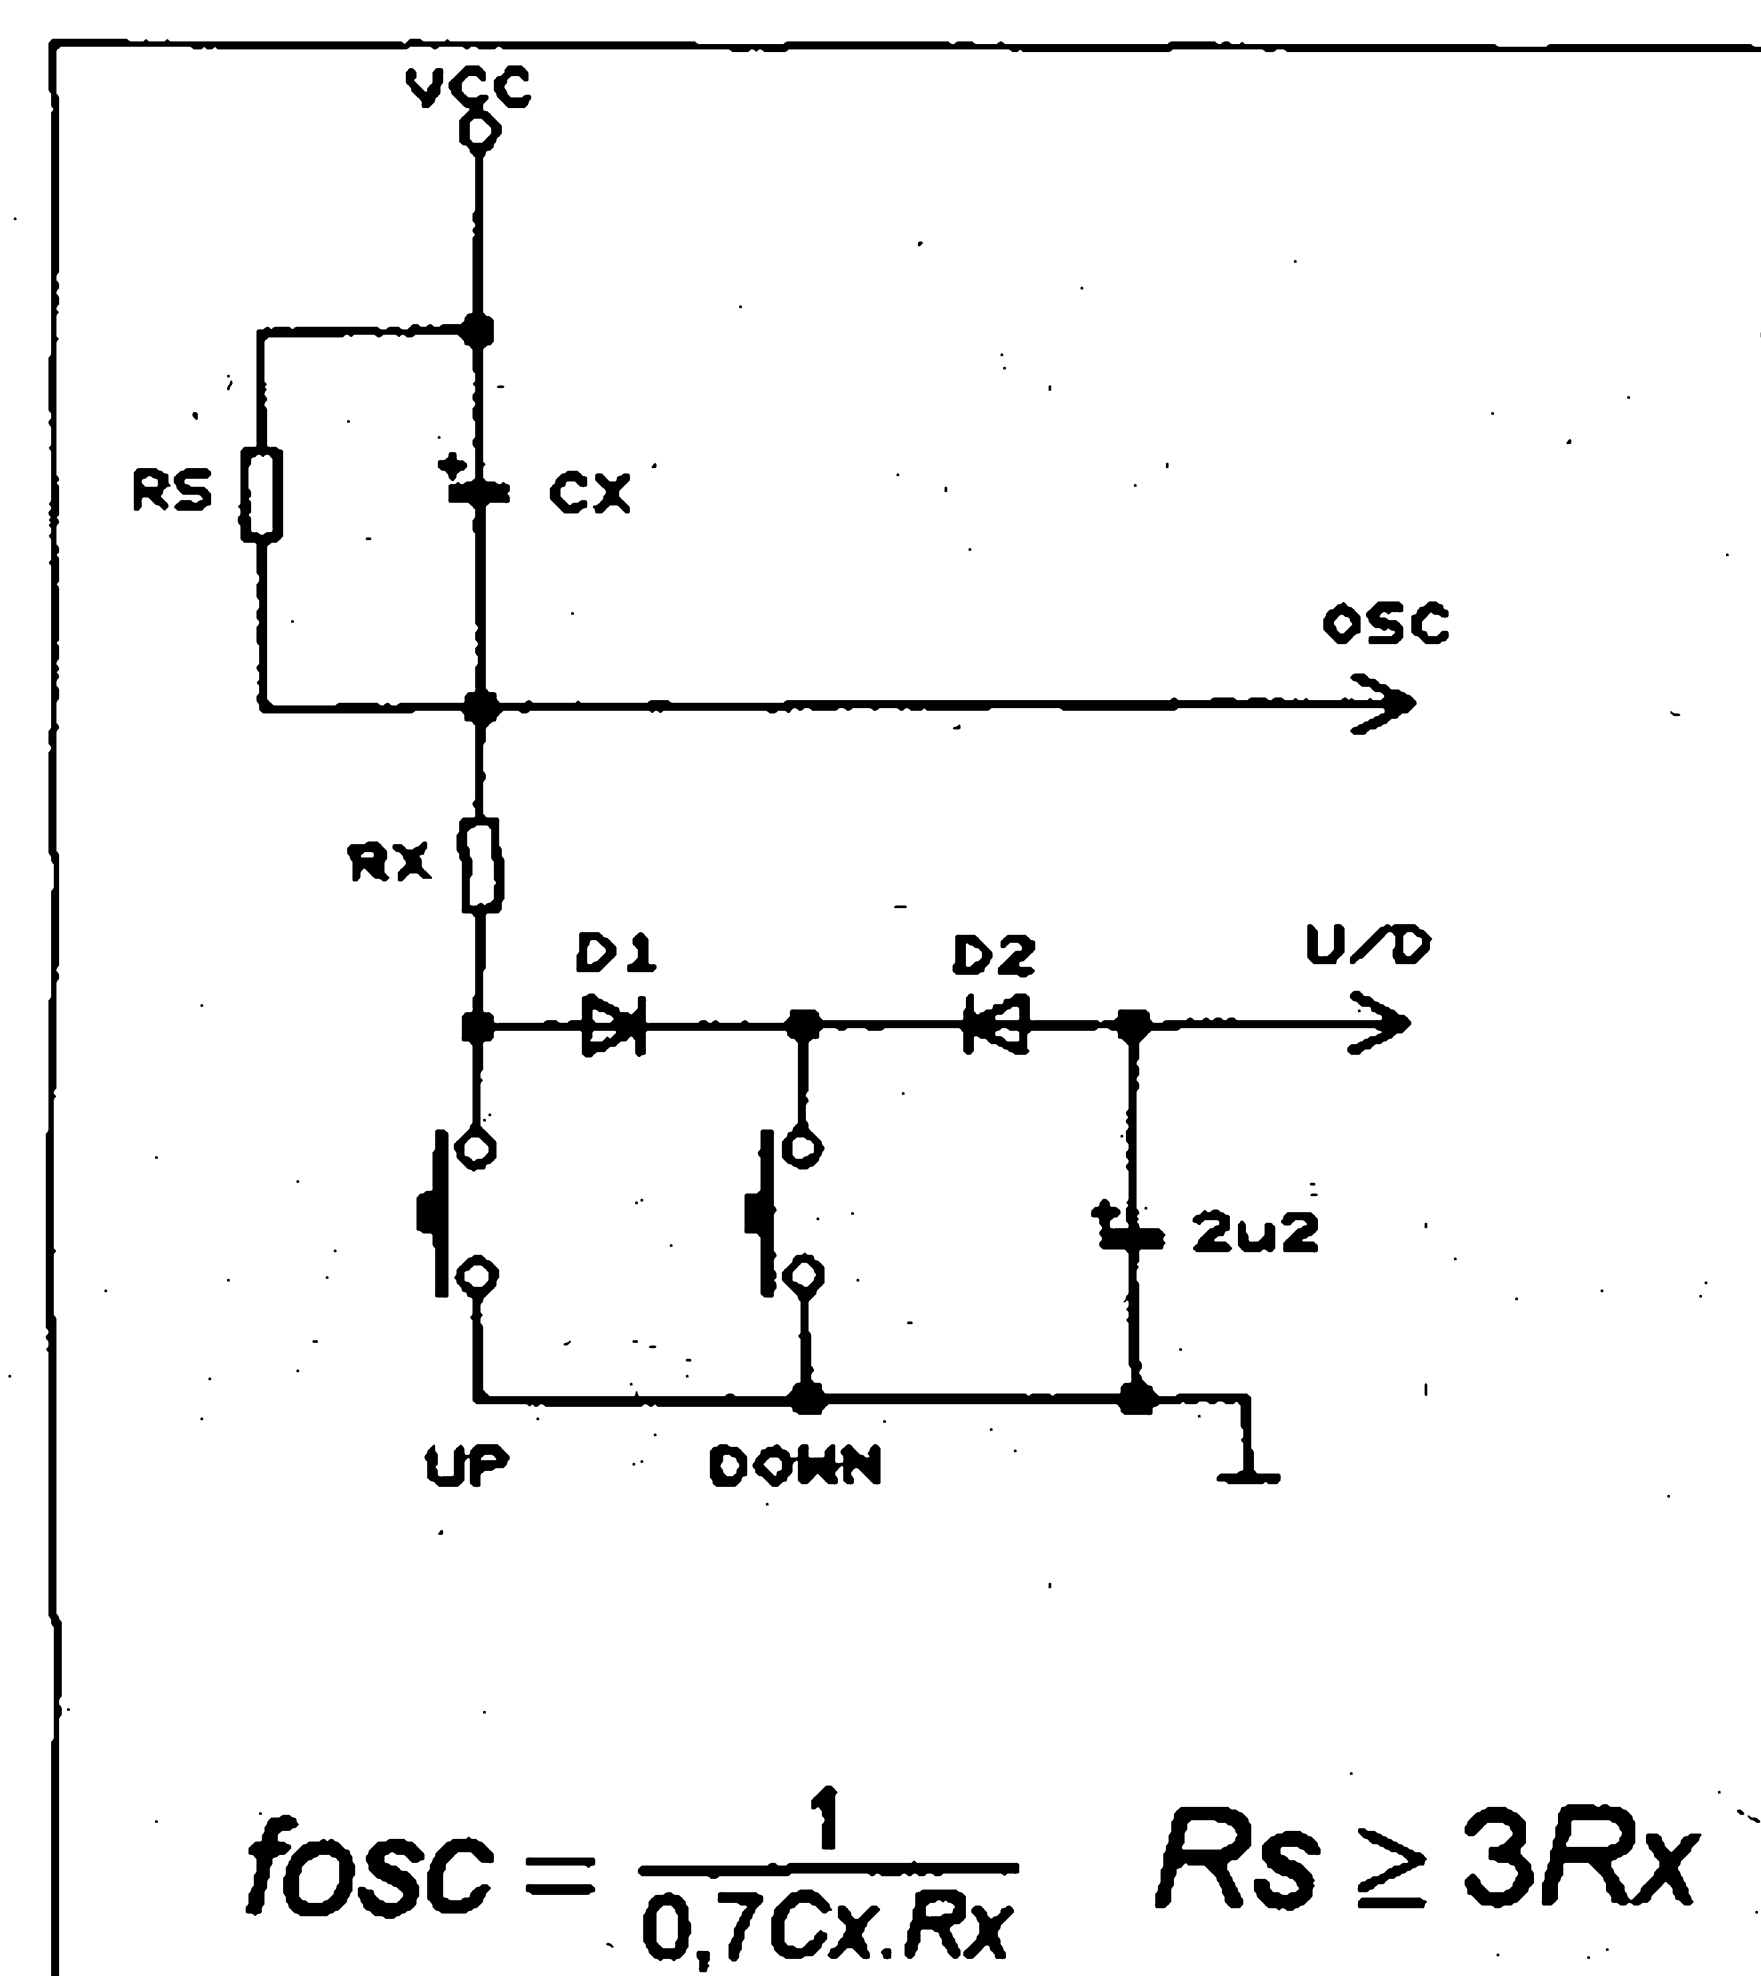 VCC
+
RS
CX
OSC
RX
D1
D2
U/D
+
2u2
UP
DOWN
fosc = 1 / 0,7Cx.Rx
Rs ≥ 3Rx